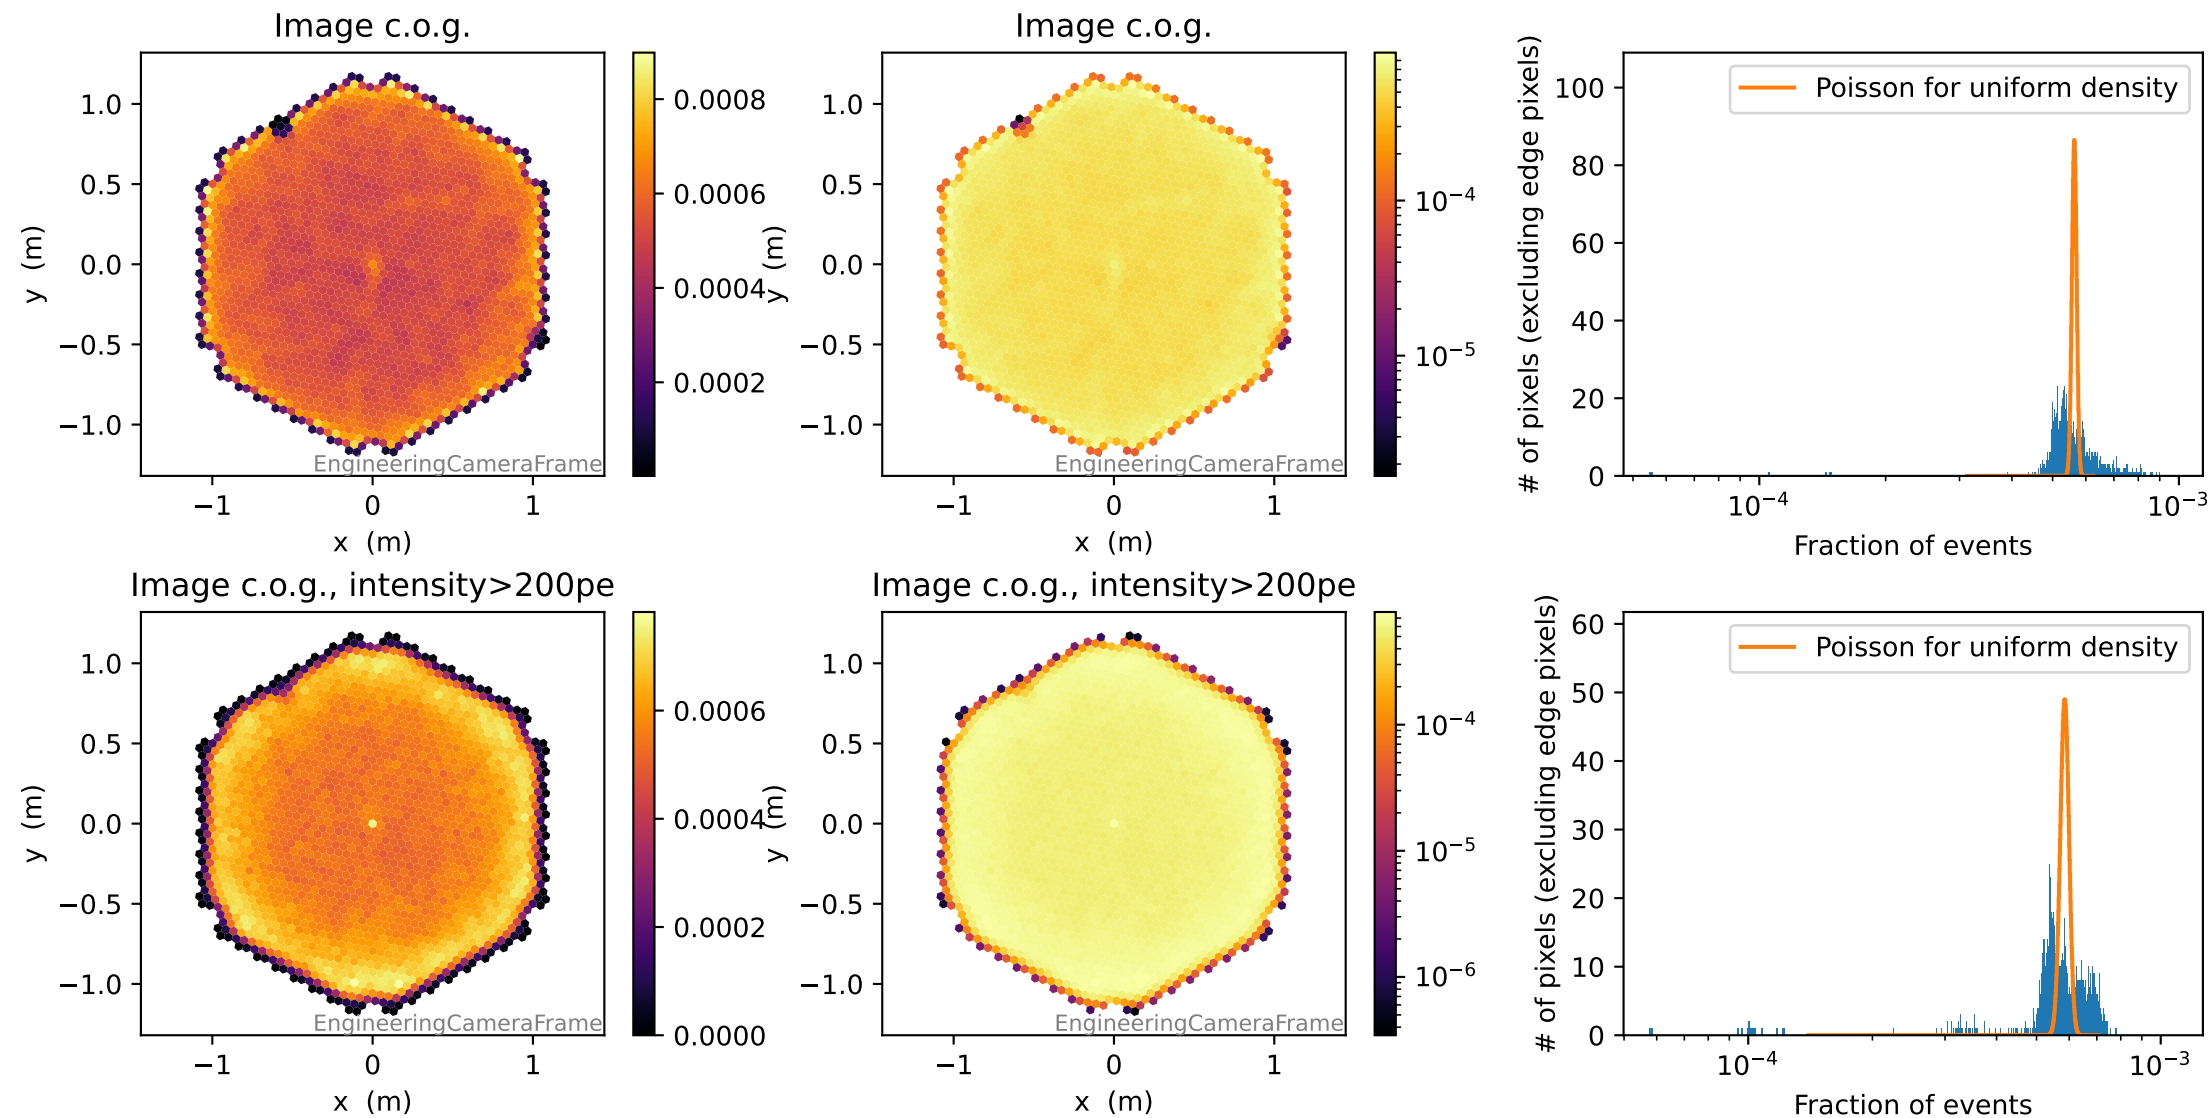 Image c.o.g.
1.0
0.5
0.0
−0.5
−1.0
y (m)
EngineeringCameraFrame
−1
0
1
x (m)
0.0008
0.0006
0.0004
0.0002
Image c.o.g.
1.0
0.5
0.0
−0.5
−1.0
y (m)
EngineeringCameraFrame
−1
0
1
x (m)
10⁻⁴
10⁻⁵
# of pixels (excluding edge pixels)
100
80
60
40
20
0
Poisson for uniform density
10⁻⁴
10⁻³
Fraction of events
Image c.o.g., intensity>200pe
1.0
0.5
0.0
−0.5
−1.0
y (m)
EngineeringCameraFrame
−1
0
1
x (m)
0.0006
0.0004
0.0002
0.0000
Image c.o.g., intensity>200pe
1.0
0.5
0.0
−0.5
−1.0
y (m)
EngineeringCameraFrame
−1
0
1
x (m)
10⁻⁴
10⁻⁵
10⁻⁶
# of pixels (excluding edge pixels)
60
50
40
30
20
10
0
Poisson for uniform density
10⁻⁴
10⁻³
Fraction of events